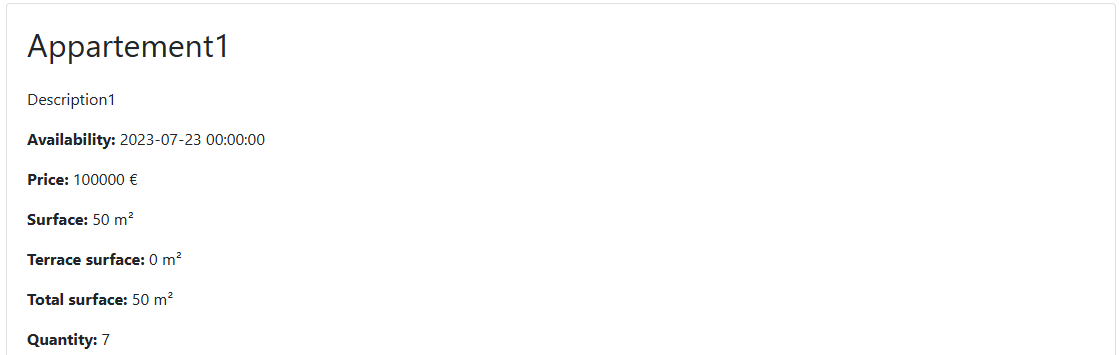 Appartement1
Description1
Availability: 2023-07-23 00:00:00
Price: 100000 €
Surface: 50 m²
Terrace surface: 0 m²
Total surface: 50 m²
Quantity: 7